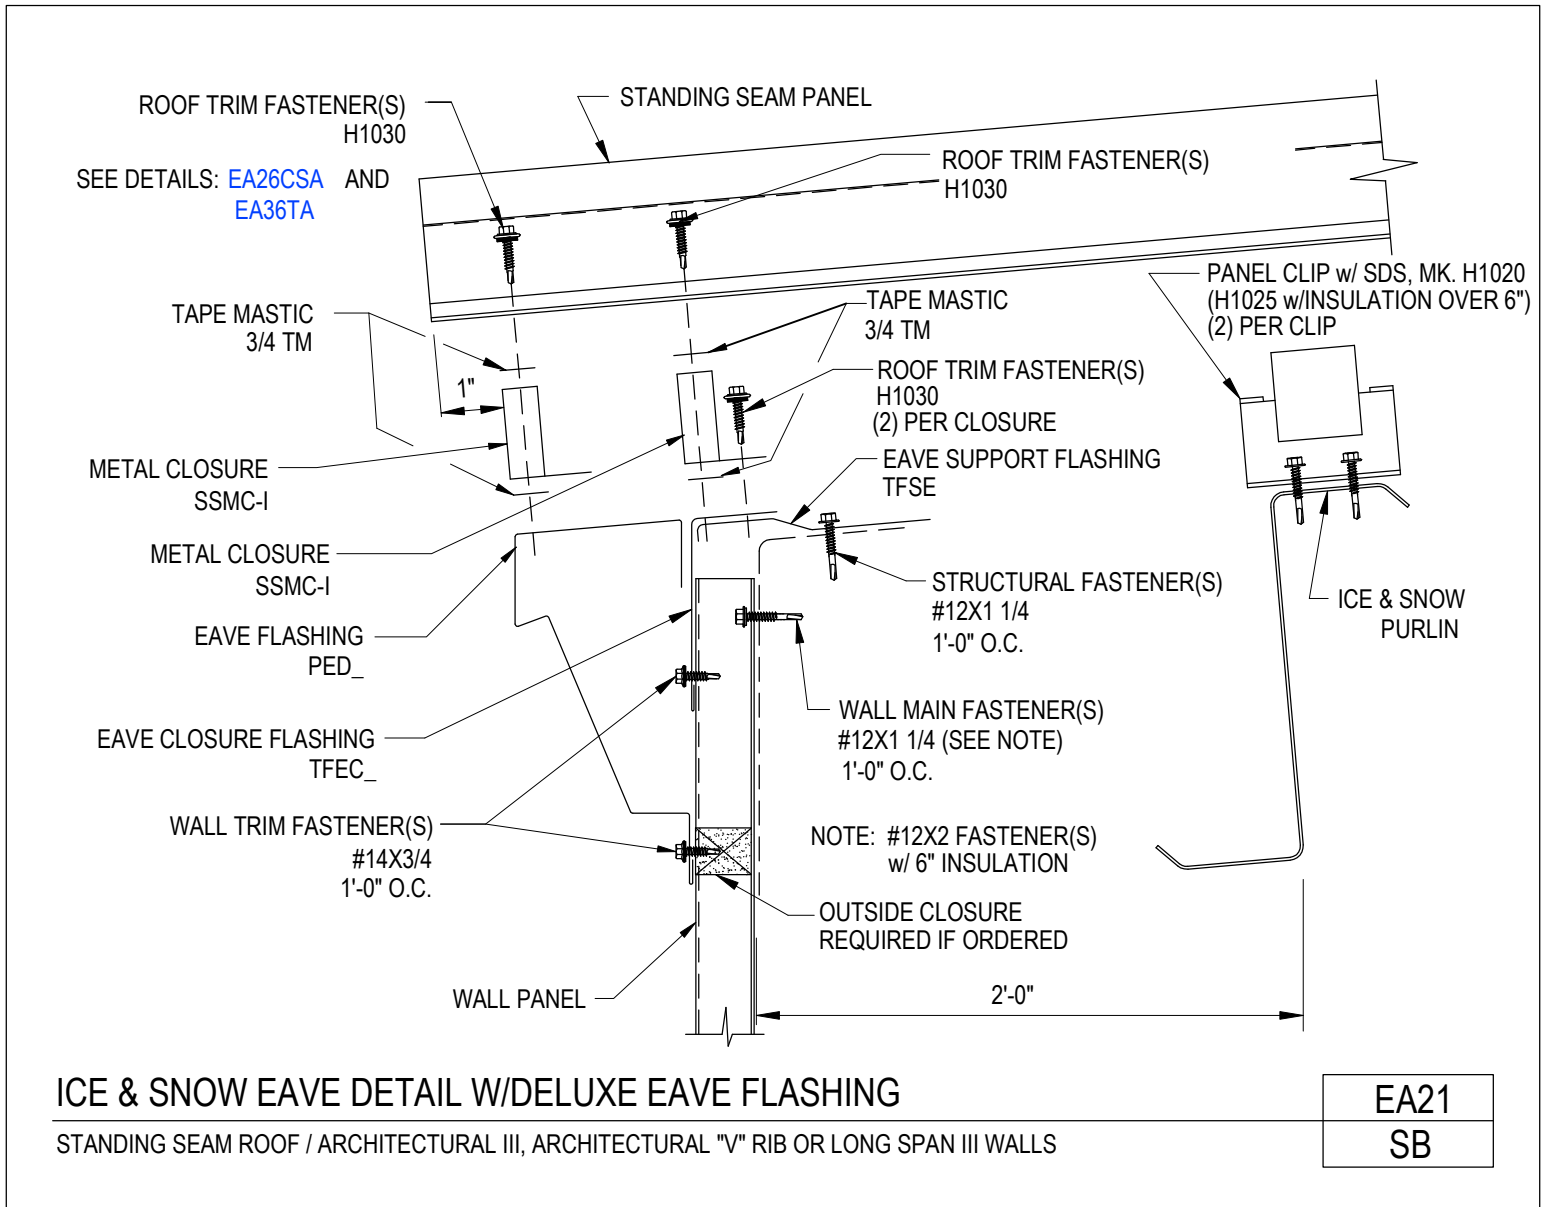 ROOF TRIM FASTENER(S)
H1030
SEE DETAILS: EA26CSA AND
EA36TA
STANDING SEAM PANEL
ROOF TRIM FASTENER(S)
H1030
PANEL CLIP w/ SDS, MK. H1020
(H1025 w/INSULATION OVER 6")
(2) PER CLIP
TAPE MASTIC
3/4 TM
TAPE MASTIC
3/4 TM
1"
ROOF TRIM FASTENER(S)
H1030
(2) PER CLOSURE
METAL CLOSURE
SSMC-I
EAVE SUPPORT FLASHING
TFSE
METAL CLOSURE
SSMC-I
STRUCTURAL FASTENER(S)
#12X1 1/4
1'-0" O.C.
ICE & SNOW
PURLIN
EAVE FLASHING
PED_
WALL MAIN FASTENER(S)
#12X1 1/4 (SEE NOTE)
1'-0" O.C.
EAVE CLOSURE FLASHING
TFEC_
WALL TRIM FASTENER(S)
#14X3/4
1'-0" O.C.
NOTE: #12X2 FASTENER(S)
w/ 6" INSULATION
OUTSIDE CLOSURE
REQUIRED IF ORDERED
WALL PANEL
2'-0"
ICE & SNOW EAVE DETAIL W/DELUXE EAVE FLASHING
EA21
STANDING SEAM ROOF / ARCHITECTURAL III, ARCHITECTURAL "V" RIB OR LONG SPAN III WALLS
SB